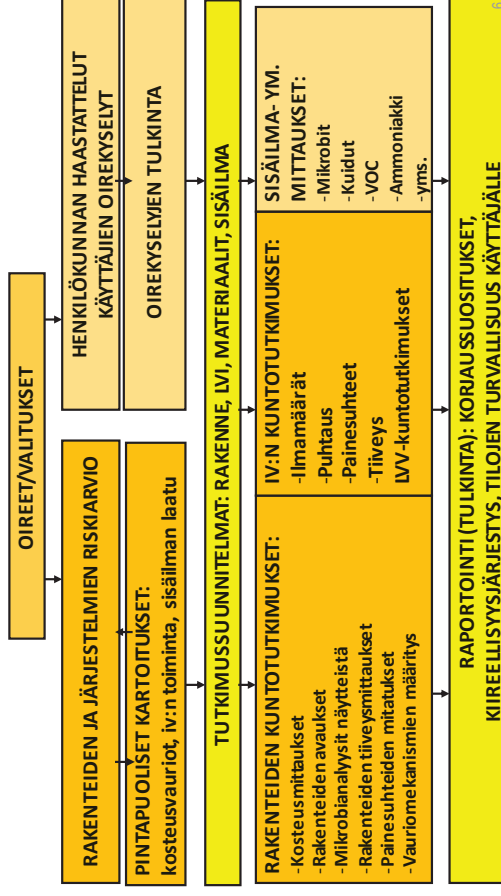 OIREET/VALITUKSET
RAKENTEIDEN JA JÄRJESTELMIEN RISKIARVIO
PINTAPUOLISET KARTOITUKSET:
kosteusvauriot, iv:n toiminta, sisäilman laatu
HENKILÖKUNNAN HAASTATTELUT
KÄYTTÄJIEN OIREKYSELYT
OIREKYSELYJEN TULKINTA
TUTKIMUSSUUNNITELMAT: RAKENNE, LVI, MATERIAALIT, SISÄILMA
RAKENTEIDEN KUNTOTUTKIMUKSET:
-Kosteusmittaukset
-Rakenteiden avaukset
-Mikrobianalyysit näytteistä
-Rakenteiden tiiveysmittaukset
-Painesuhteiden mitatukset
-Vauriomekanismien määritys
IV:N KUNTOTUTKIMUKSET:
-Ilmamäärät
-Puhtaus
-Painesuhteet
-Tiiveys
LVV-kuntotutkimukset
SISÄILMA- YM.
MITTAUKSET:
-Mikrobit
-Kuidut
-VOC
-Ammoniakki
-yms.
RAPORTOINTI (TULKINTA): KORJAUSSUOSITUKSET,
KIIREELLISYYSJÄRJESTYS, TILOJEN TURVALLISUUS KÄYTTÄJÄLLE
6